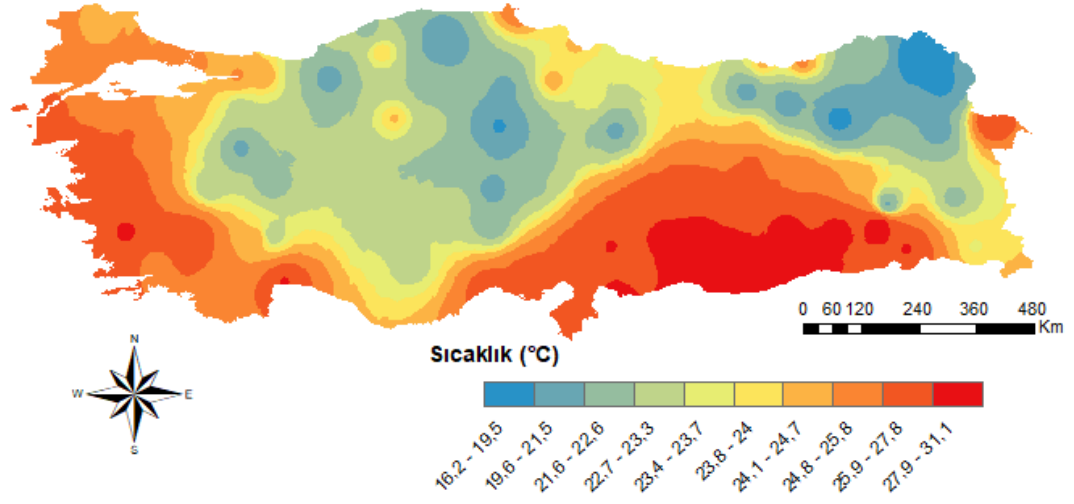 0 60 120 240 360 480
Km
Sıcaklık (°C)
N
W E
S
16,2 - 19,5
19,6 - 21,5
21,6 - 22,6
22,7 - 23,3
23,4 - 23,7
23,8 - 24
24,1 - 24,7
24,8 - 25,8
25,9 - 27,8
27,9 - 31,1